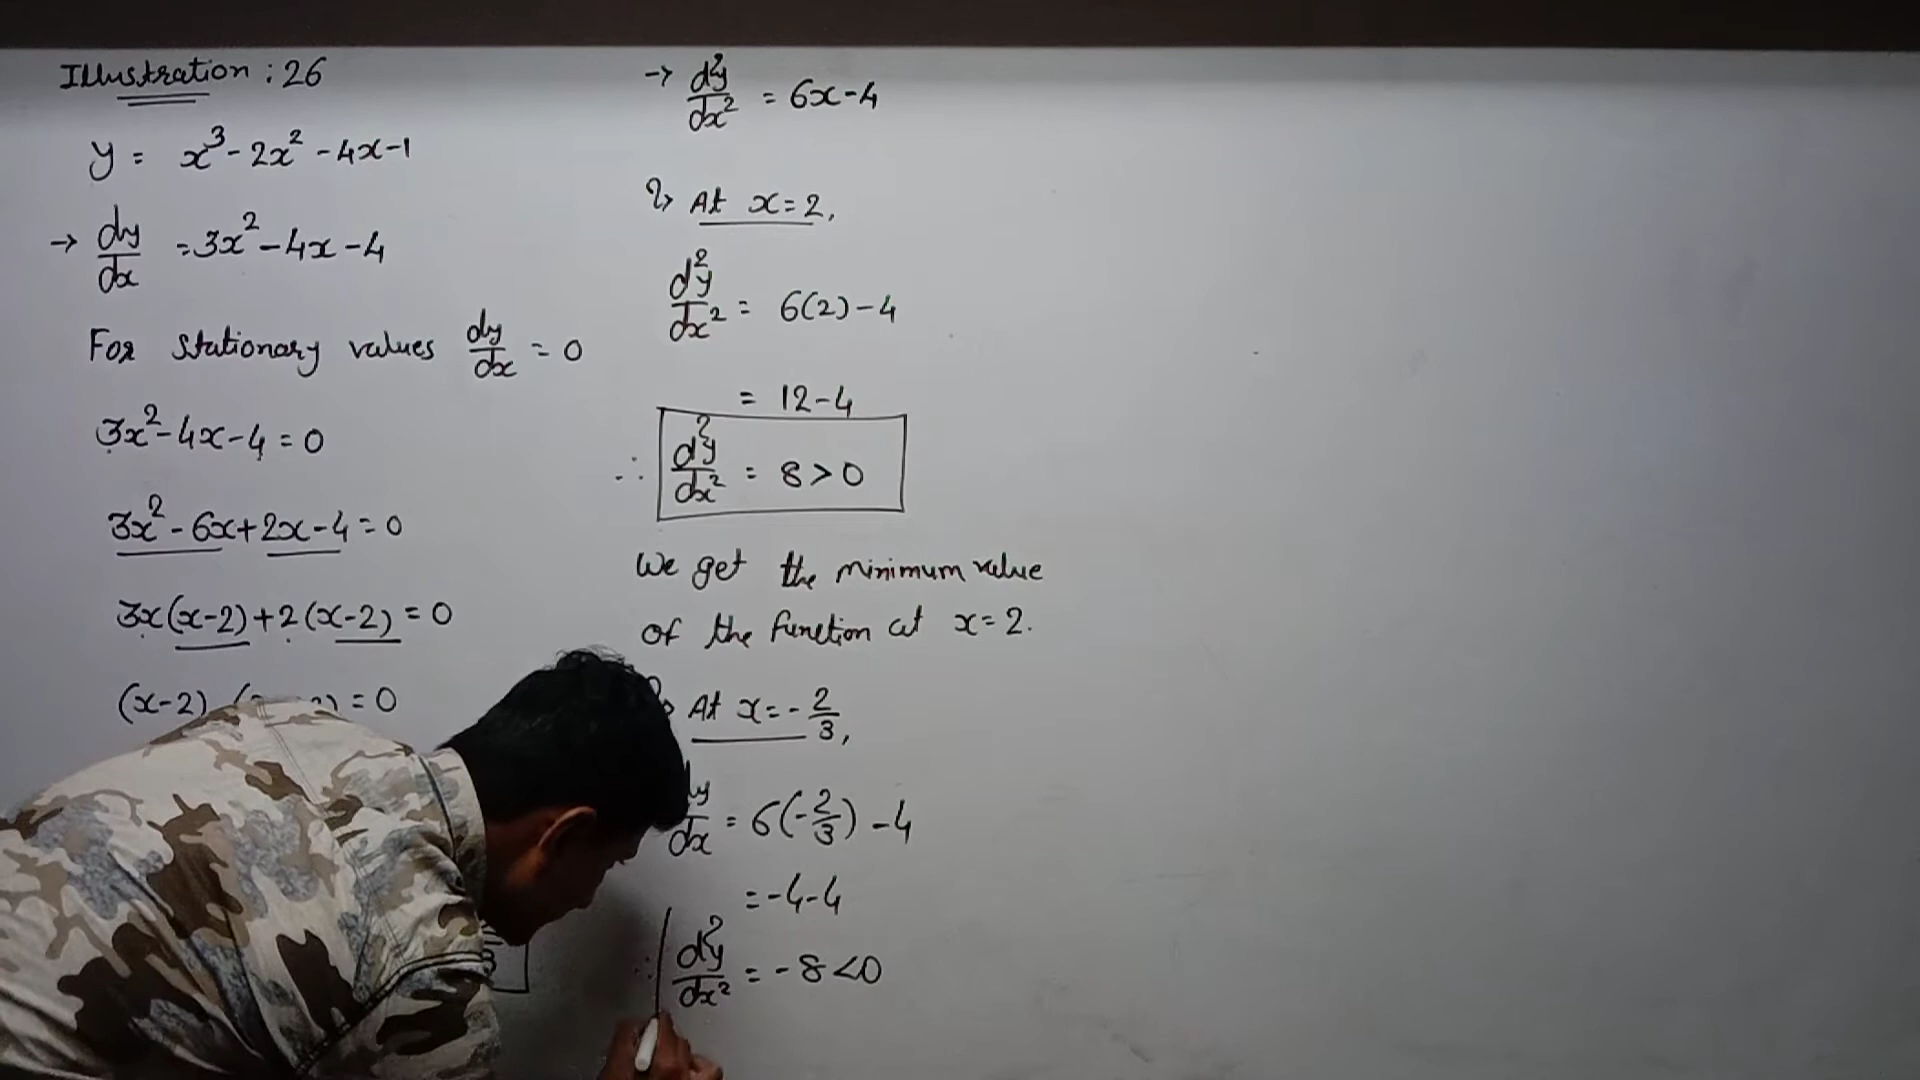 Illustration : 26
y = x³ - 2x² - 4x - 1
→ dy/dx = 3x² - 4x - 4
For stationary values dy/dx = 0
3x² - 4x - 4 = 0
3x² - 6x + 2x - 4 = 0
3x(x-2) + 2(x-2) = 0
(x-2) ( = 0
3
→ d²y/dx² = 6x - 4
At x = 2,
d²y/dx² = 6(2) - 4
= 12 - 4
∴ d²y/dx² = 8 > 0
We get the minimum value
of the function at x = 2.
At x = -2/3,
dy/dx = 6(-2/3) - 4
= -4 - 4
∴ d²y/dx² = -8 < 0